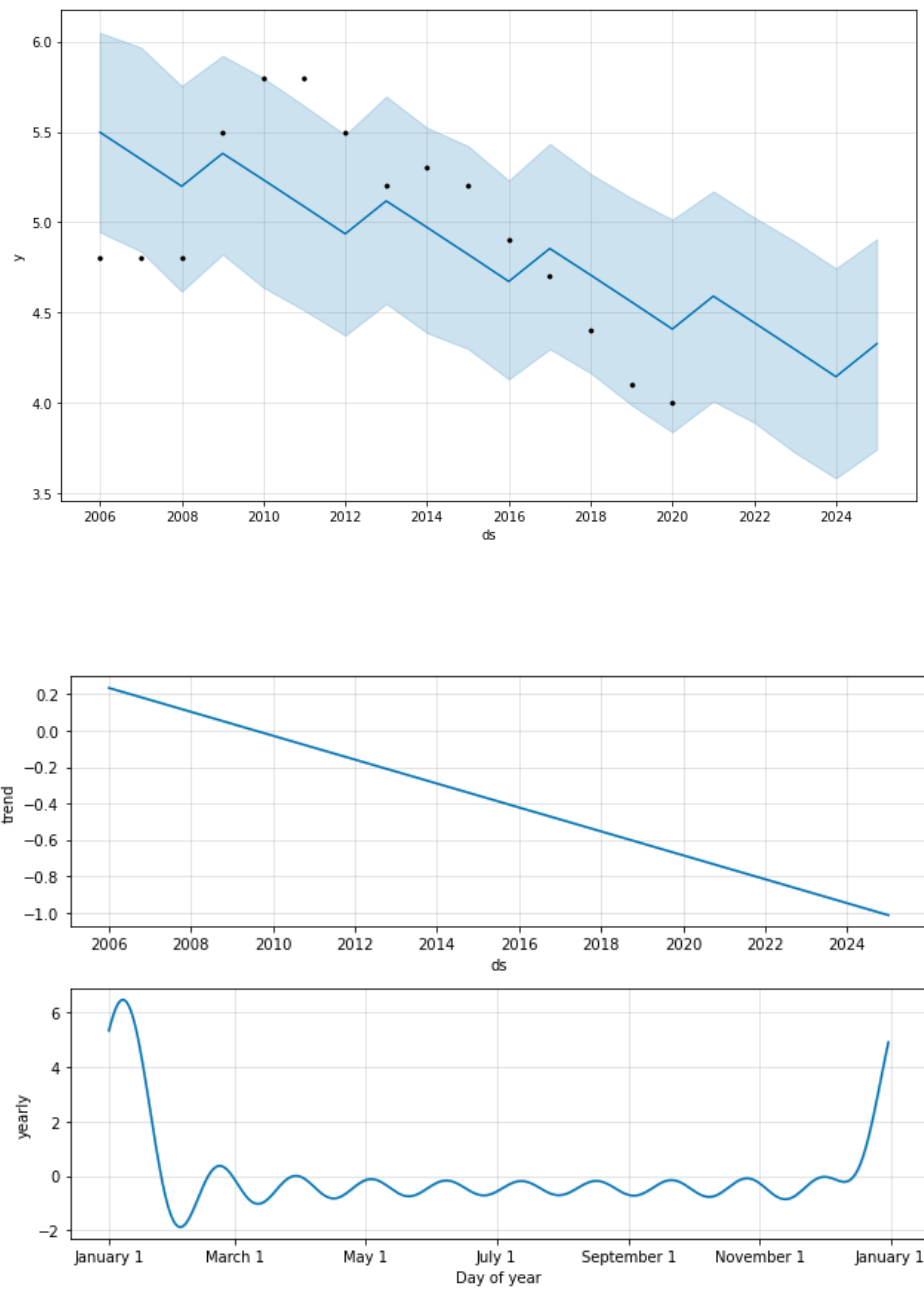 6.0
5.5
5.0
y
4.5
4.0
3.5
2006 2008 2010 2012 2014 2016 2018 2020 2022 2024
ds
0.2
0.0
−0.2
−0.4
trend
−0.6
−0.8
−1.0
2006 2008 2010 2012 2014 2016 2018 2020 2022 2024
ds
6
4
yearly
2
0
−2
January 1 March 1 May 1 July 1 September 1 November 1 January 1
Day of year